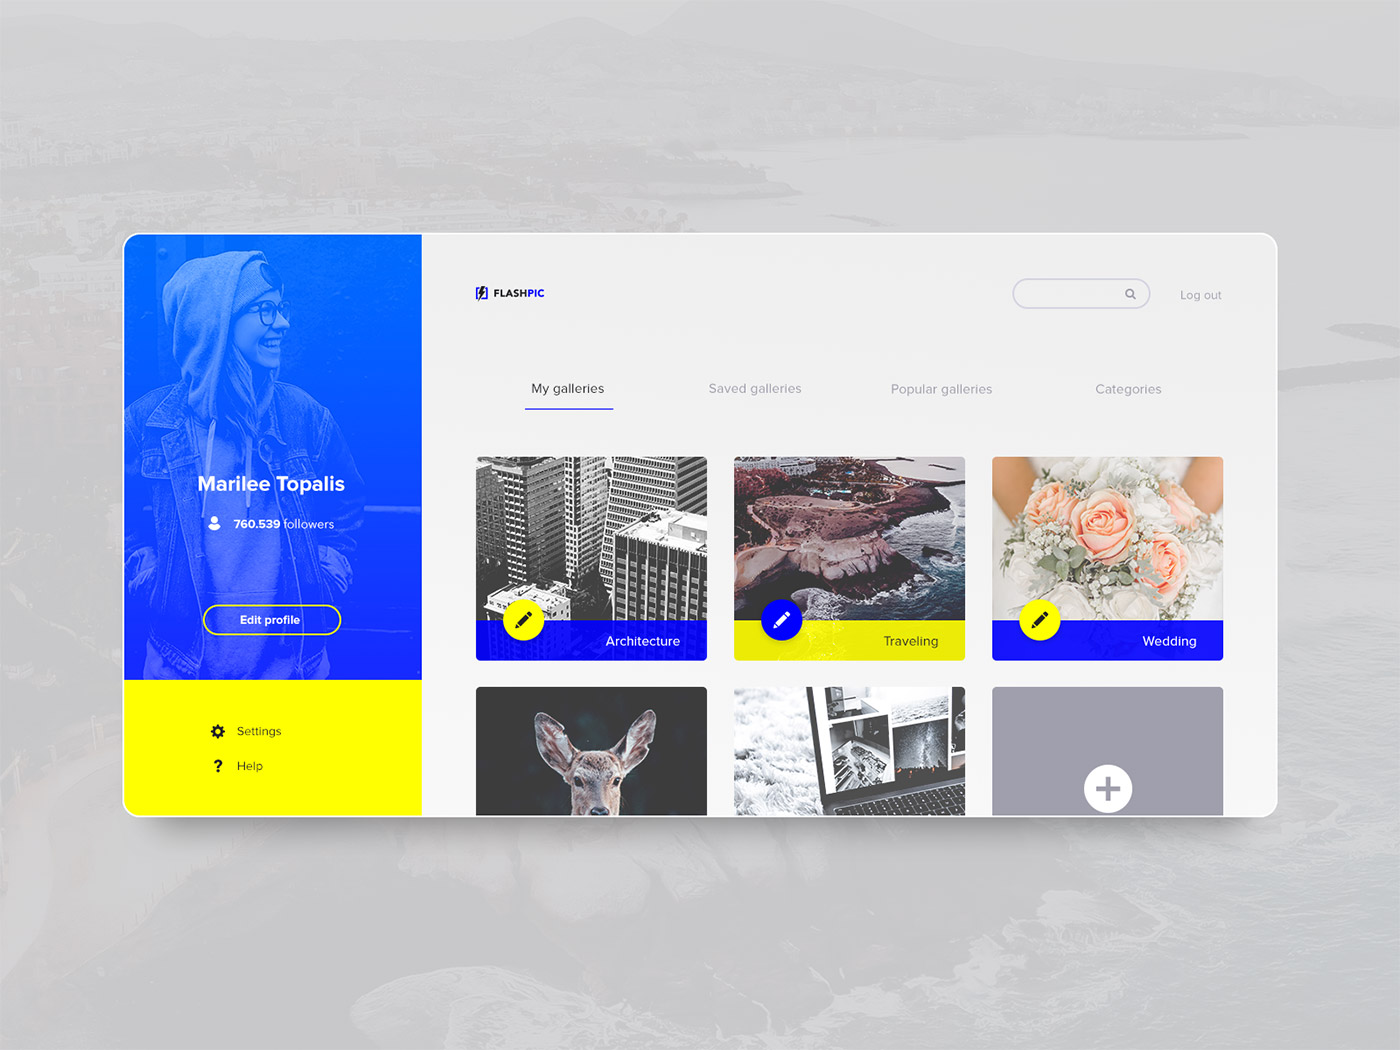 FLASHPIC
Log out
My galleries
Saved galleries
Popular galleries
Categories
Marilee Topalis
760.539 followers
Edit profile
Settings
? Help
Architecture
Traveling
Wedding